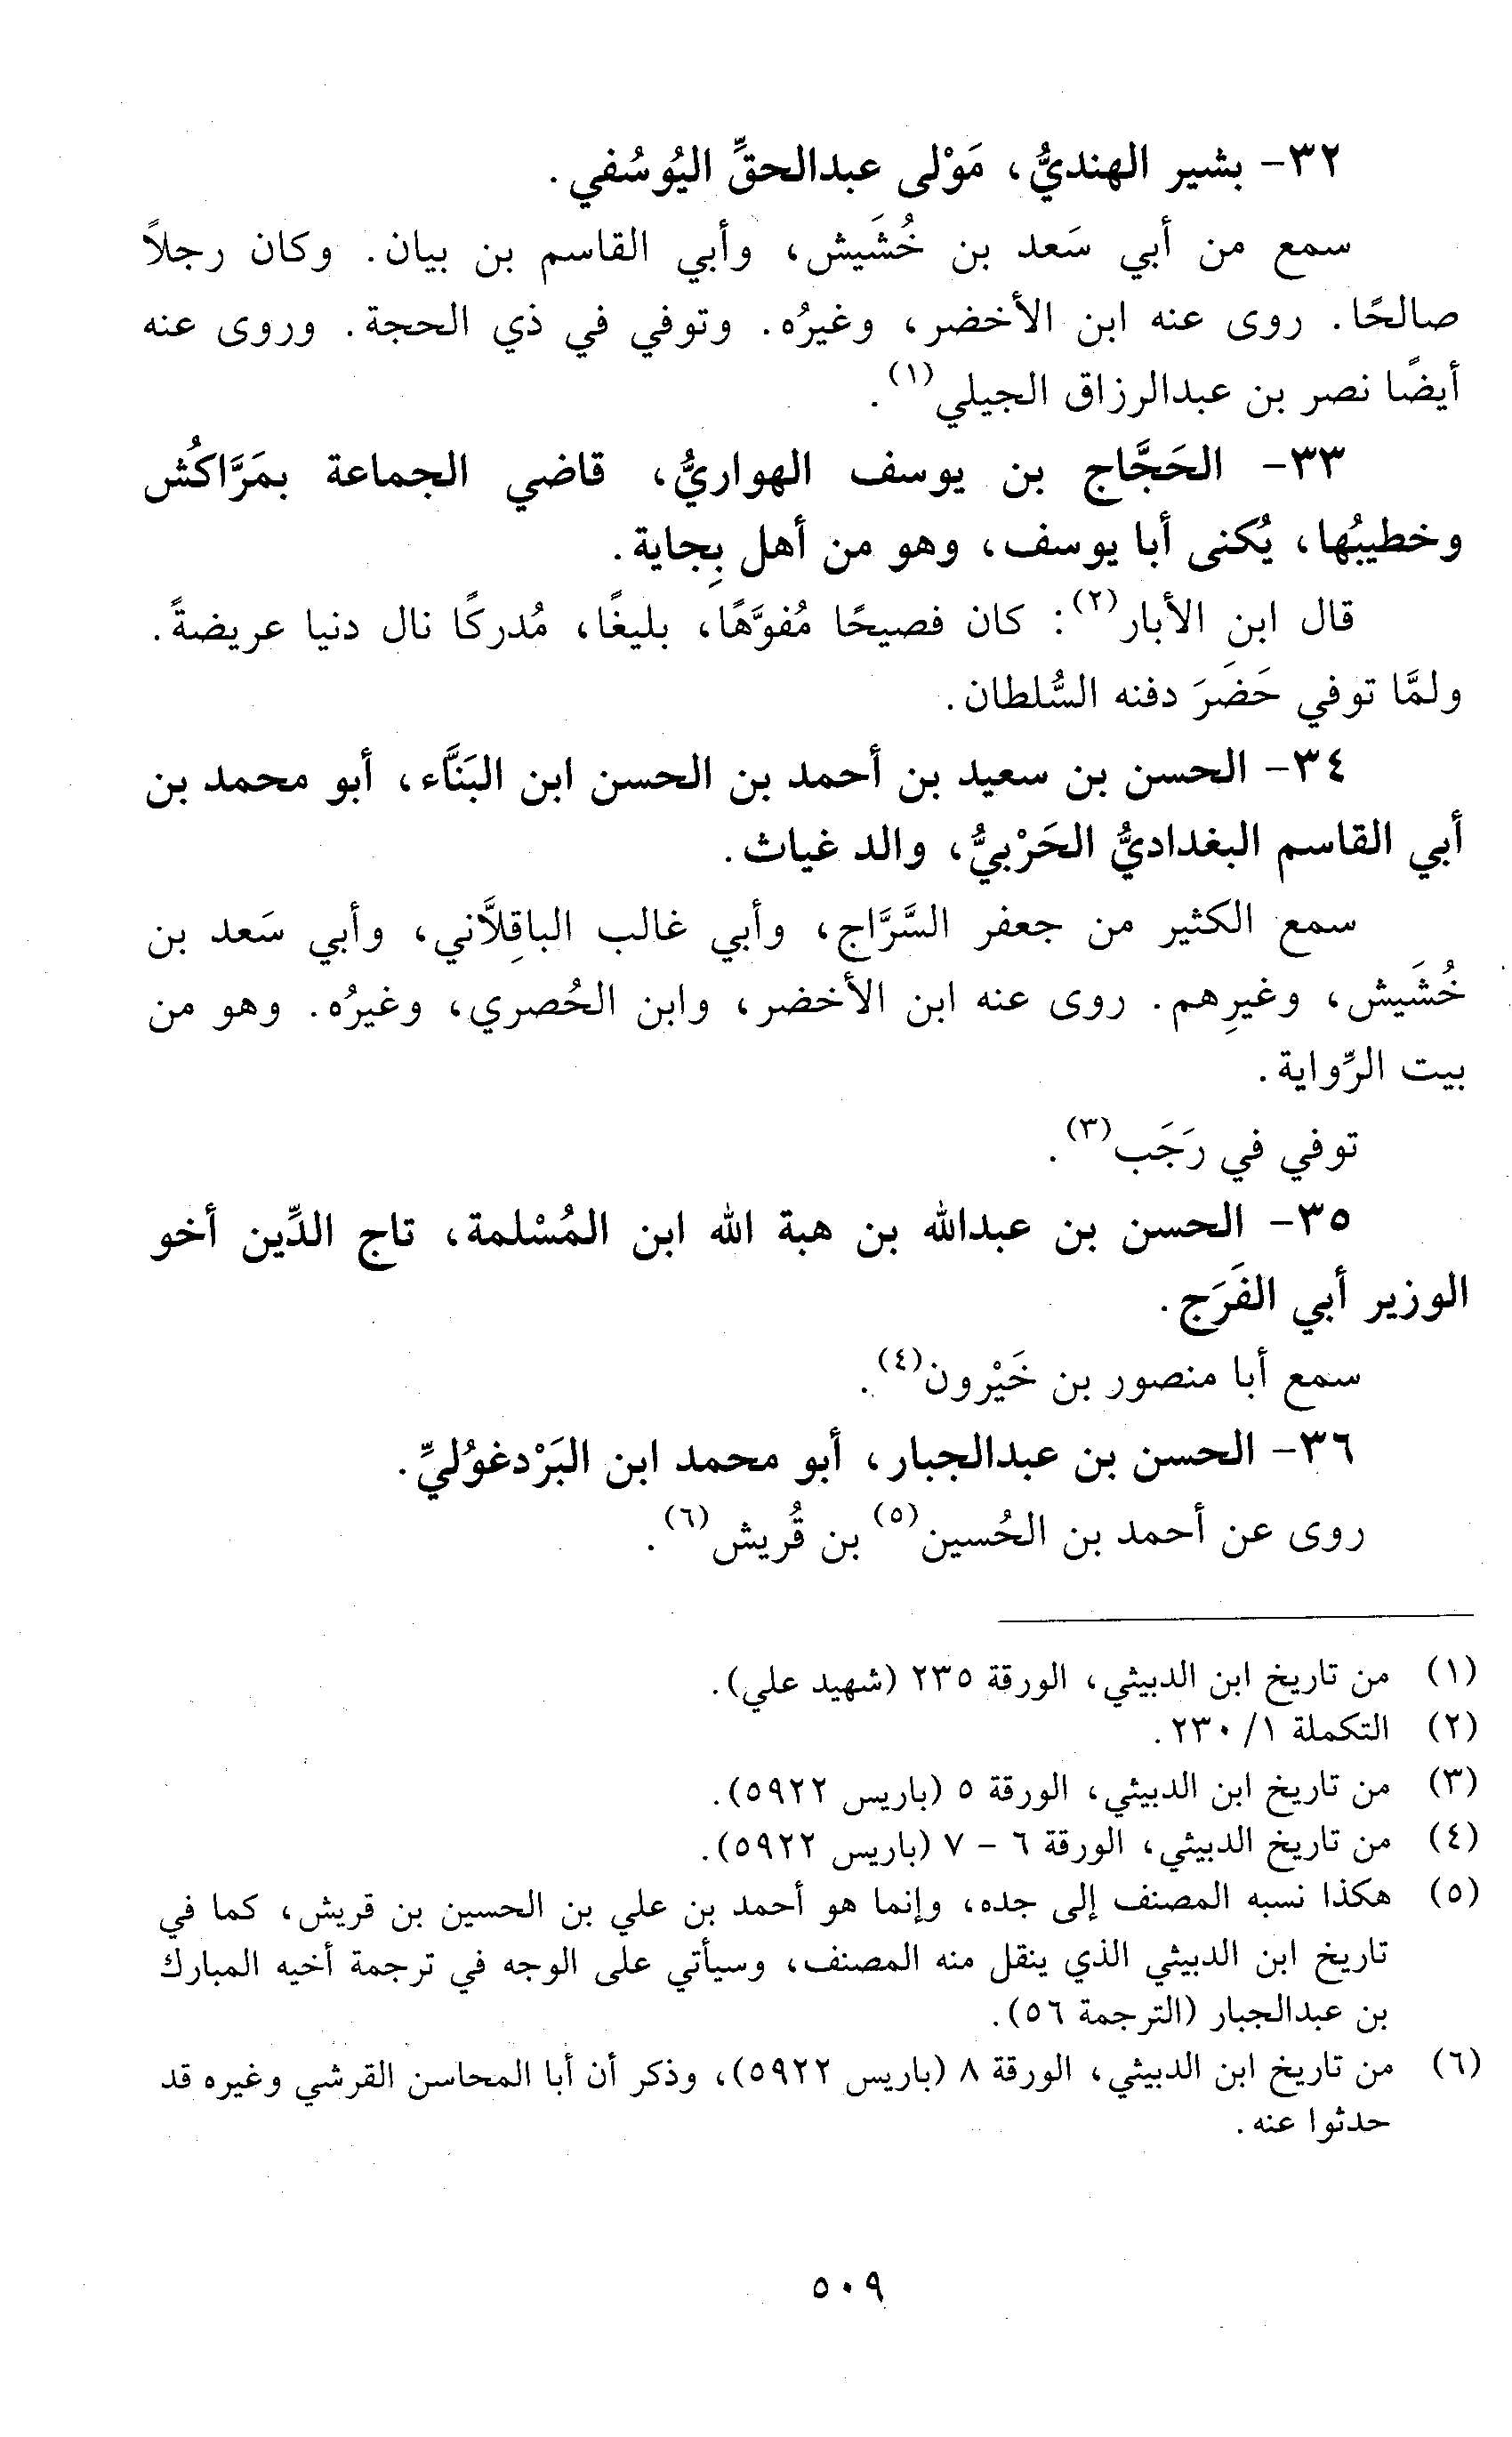 ٣٢- بشير الهنديُّ، مَوْلى عبدالحقِّ اليُوسُفي.
سمع من أبي سَعد بن خُشَيش، وأبي القاسم بن بيان. وكان رجلاً
صالحًا. روى عنه ابن الأخضر، وغيرُه. وتوفي في ذي الحجة. وروى عنه
أيضًا نصر بن عبدالرزاق الجيلي(١).
٣٣- الحَجَّاج بن يوسف الهواريُّ، قاضي الجماعة بمَرَّاكُش
وخطيبُها، يُكنى أبا يوسف، وهو من أهل بِجاية.
قال ابن الأبار(٢): كان فصيحًا مُفوَّهًا، بليغًا، مُدركًا نال دنيا عريضةً.
ولمَّا توفي حَضَرَ دفنه السُّلطان.
٣٤- الحسن بن سعيد بن أحمد بن الحسن ابن البَنَّاء، أبو محمد بن
أبي القاسم البغداديُّ الحَرْبيُّ، والد غياث.
سمع الكثير من جعفر السَّرَّاج، وأبي غالب الباقِلاَّني، وأبي سَعد بن
خُشَيش، وغيرِهم. روى عنه ابن الأخضر، وابن الحُصري، وغيرُه. وهو من
بيت الرِّواية.
توفي في رَجَب(٣).
٣٥- الحسن بن عبدالله بن هبة الله ابن المُسْلمة، تاج الدِّين أخو
الوزير أبي الفَرَج.
سمع أبا منصور بن خَيْرون(٤).
٣٦- الحسن بن عبدالجبار، أبو محمد ابن البَرْدغوُليِّ.
روى عن أحمد بن الحُسين(٥) بن قُريش(٦).
(١) من تاريخ ابن الدبيثي، الورقة ٢٣٥ (شهيد علي).
(٢) التكملة ١/ ٢٣٠.
(٣) من تاريخ ابن الدبيثي، الورقة ٥ (باريس ٥٩٢٢).
(٤) من تاريخ الدبيثي، الورقة ٦ - ٧ (باريس ٥٩٢٢).
(٥) هكذا نسبه المصنف إلى جده، وإنما هو أحمد بن علي بن الحسين بن قريش، كما في
تاريخ ابن الدبيثي الذي ينقل منه المصنف، وسيأتي على الوجه في ترجمة أخيه المبارك
بن عبدالجبار (الترجمة ٥٦).
(٦) من تاريخ ابن الدبيثي، الورقة ٨ (باريس ٥٩٢٢)، وذكر أن أبا المحاسن القرشي وغيره قد
حدثوا عنه.
٥٠٩